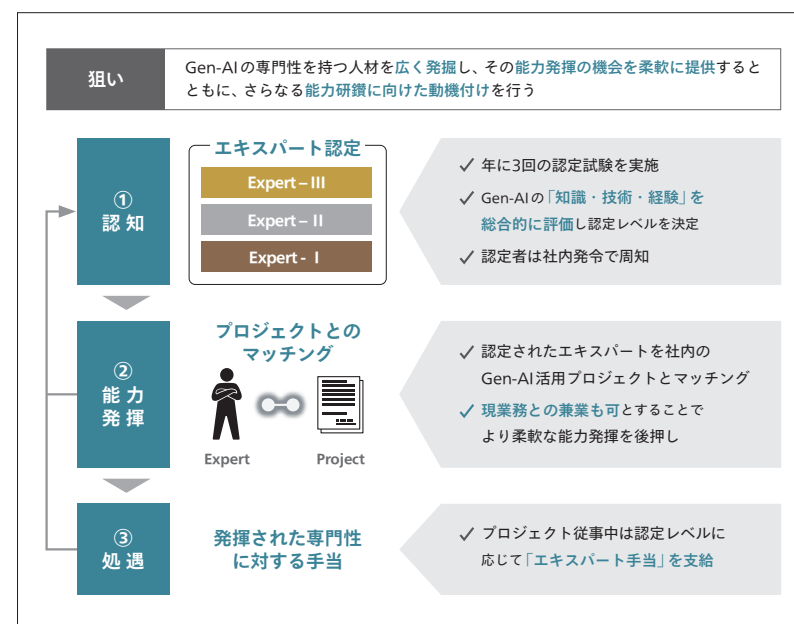 狙い
Gen-AIの専門性を持つ人材を広く発掘し、その能力発揮の機会を柔軟に提供すると
ともに、さらなる能力研鑽に向けた動機付けを行う
①
認知
エキスパート認定
Expert–III
Expert–II
Expert- I
✓ 年に3回の認定試験を実施
✓ Gen-AIの「知識・技術・経験」を
総合的に評価し認定レベルを決定
✓ 認定者は社内発令で周知
②
能力
発揮
プロジェクトとの
マッチング
Expert
Project
✓ 認定されたエキスパートを社内の
Gen-AI活用プロジェクトとマッチング
✓ 現業務との兼業も可とすることで
より柔軟な能力発揮を後押し
③
処遇
発揮された専門性
に対する手当
✓ プロジェクト従事中は認定レベルに
応じて「エキスパート手当」を支給